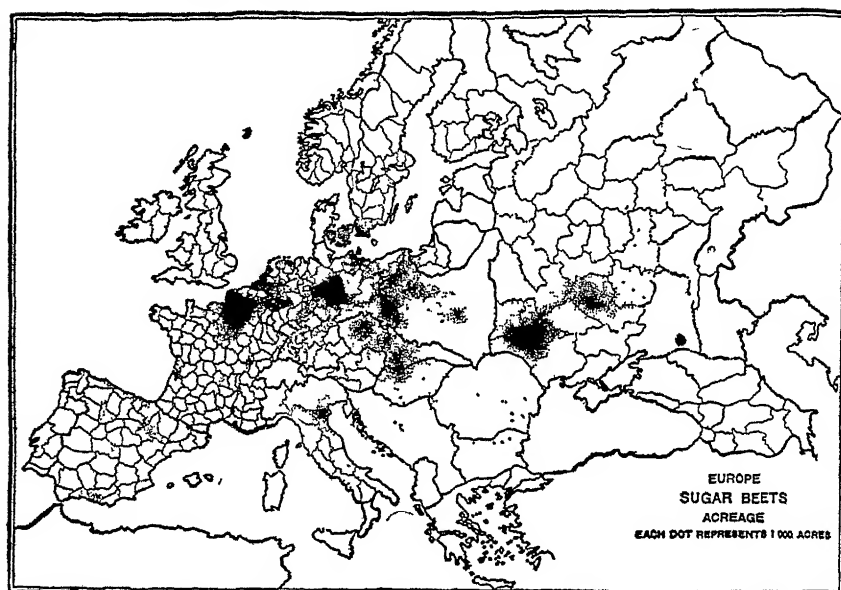 EUROPE
SUGAR BEETS
ACREAGE
EACH DOT REPRESENTS 1 000 ACRES